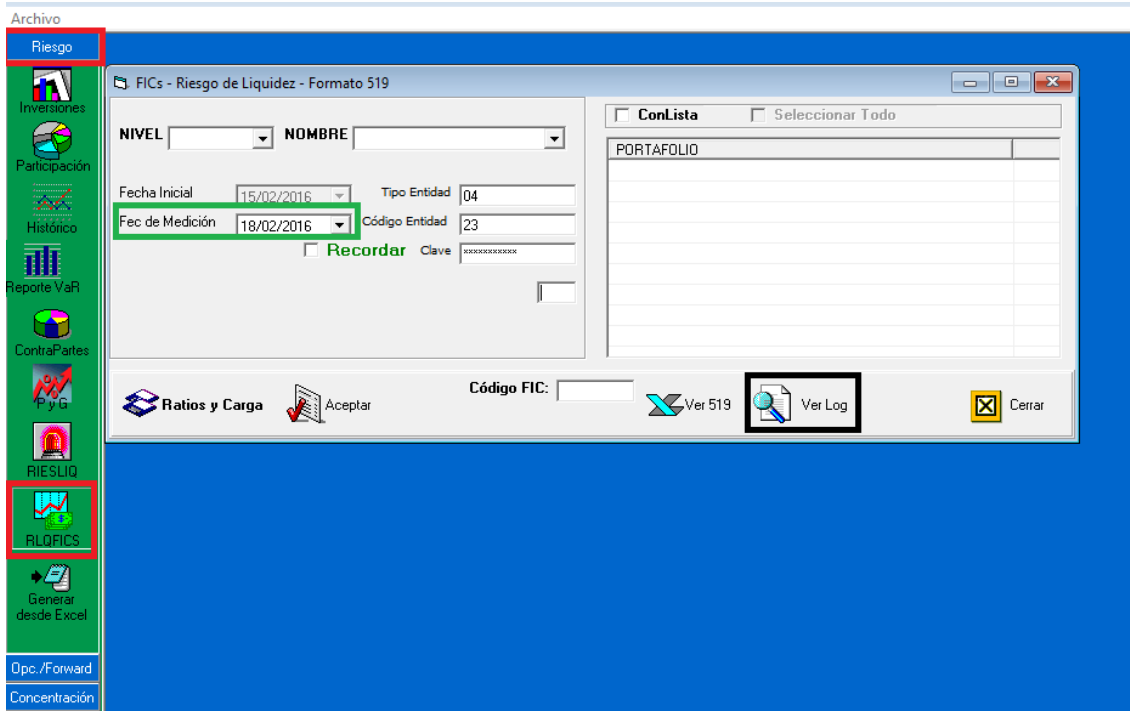 Archivo
Riesgo
Inversiones
Participación
Histórico
Reporte VaR
ContraPartes
PyG
RIESLIQ
RLQFICS
Generar
desde Excel
Opc./Forward
Concentración
FICs - Riesgo de Liquidez - Formato 519
NIVEL NOMBRE
Fecha Inicial 15/02/2016 Tipo Entidad 04
Fec de Medición 18/02/2016 Código Entidad 23
Recordar Clave xxxxxxxxxxx
ConLista Seleccionar Todo
PORTAFOLIO
Ratios y Carga Aceptar Código FIC: Ver 519 Ver Log Cerrar